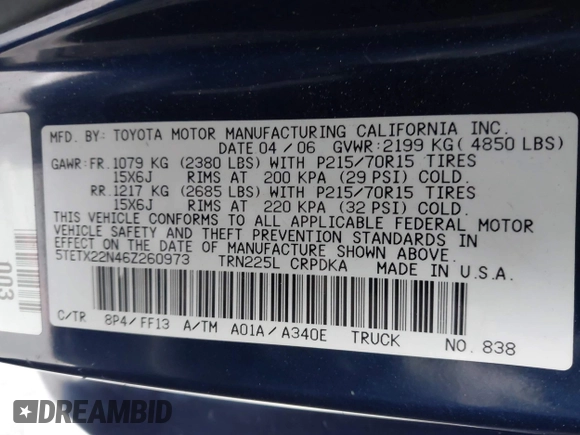 MFD. BY: TOYOTA MOTOR MANUFACTURING CALIFORNIA INC.
DATE 04 / 06 GVWR: 2199 KG( 4850 LBS)
GAWR: FR. 1079 KG (2380 LBS) WITH P215/70R15 TIRES
15X6J RIMS AT 200 KPA (29 PSI) COLD.
RR. 1217 KG (2685 LBS) WITH P215/70R15 TIRES
15X6J RIMS AT 220 KPA (32 PSI) COLD.
THIS VEHICLE CONFORMS TO ALL APPLICABLE FEDERAL MOTOR
VEHICLE SAFETY AND THEFT PREVENTION STANDARDS IN
EFFECT ON THE DATE OF MANUFACTURE SHOWN ABOVE.
5TETX22N46Z260973 TRN225L CRPDKA MADE IN U.S.A.
C/TR 8P4/FF13 A/TM A01A/A340E TRUCK NO. 838
003
DREAMBID